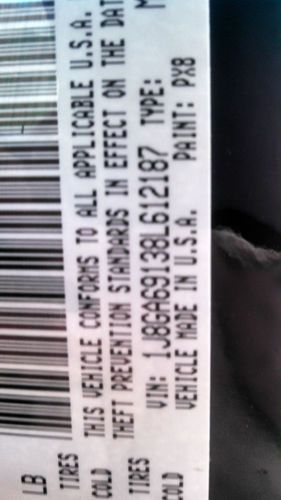 LB
TIRES
COLD
THIS VEHICLE CONFORMS TO ALL APPLICABLE U.S.A.
THEFT PREVENTION STANDARDS IN EFFECT ON THE DAT
TIRES
COLD
VIN: 1J8GA69138L612187 TYPE: M
VEHICLE MADE IN U.S.A. PAINT: PX8